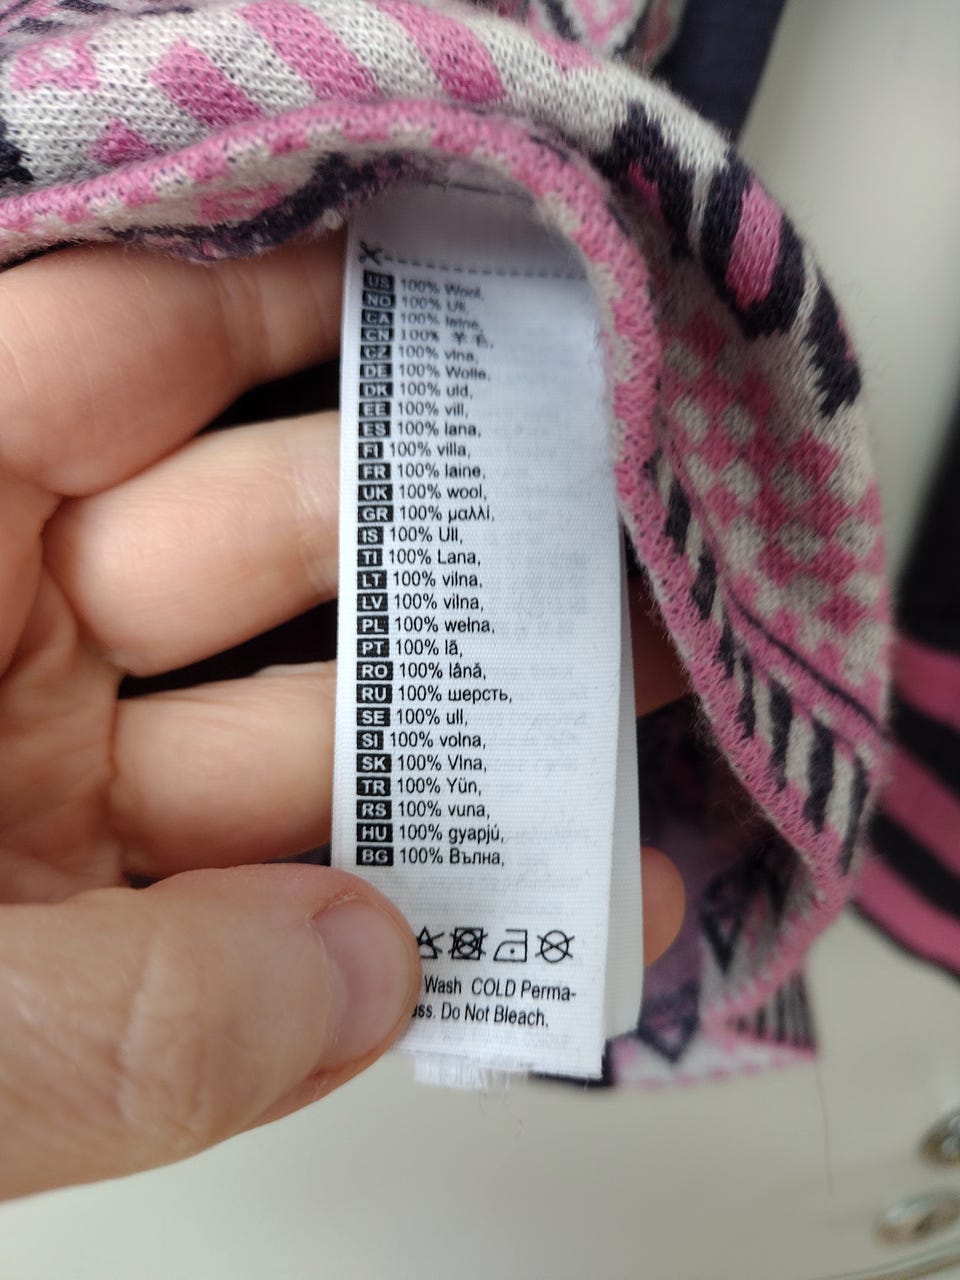 US 100% Wool,
NO 100% Ull,
CA 100% laine,
CN 100% 羊毛,
CZ 100% vlna,
DE 100% Wolle,
DK 100% uld,
EE 100% vill,
ES 100% lana,
FI 100% villa,
FR 100% laine,
UK 100% wool,
GR 100% μαλλί,
IS 100% Ull,
TI 100% Lana,
LT 100% vilna,
LV 100% vilna,
PL 100% wełna,
PT 100% lã,
RO 100% lână,
RU 100% шерсть,
SE 100% ull,
SI 100% volna,
SK 100% Vlna,
TR 100% Yün,
RS 100% vuna,
HU 100% gyapjú,
BG 100% Вълна,
Wash COLD Perma-
uss. Do Not Bleach.